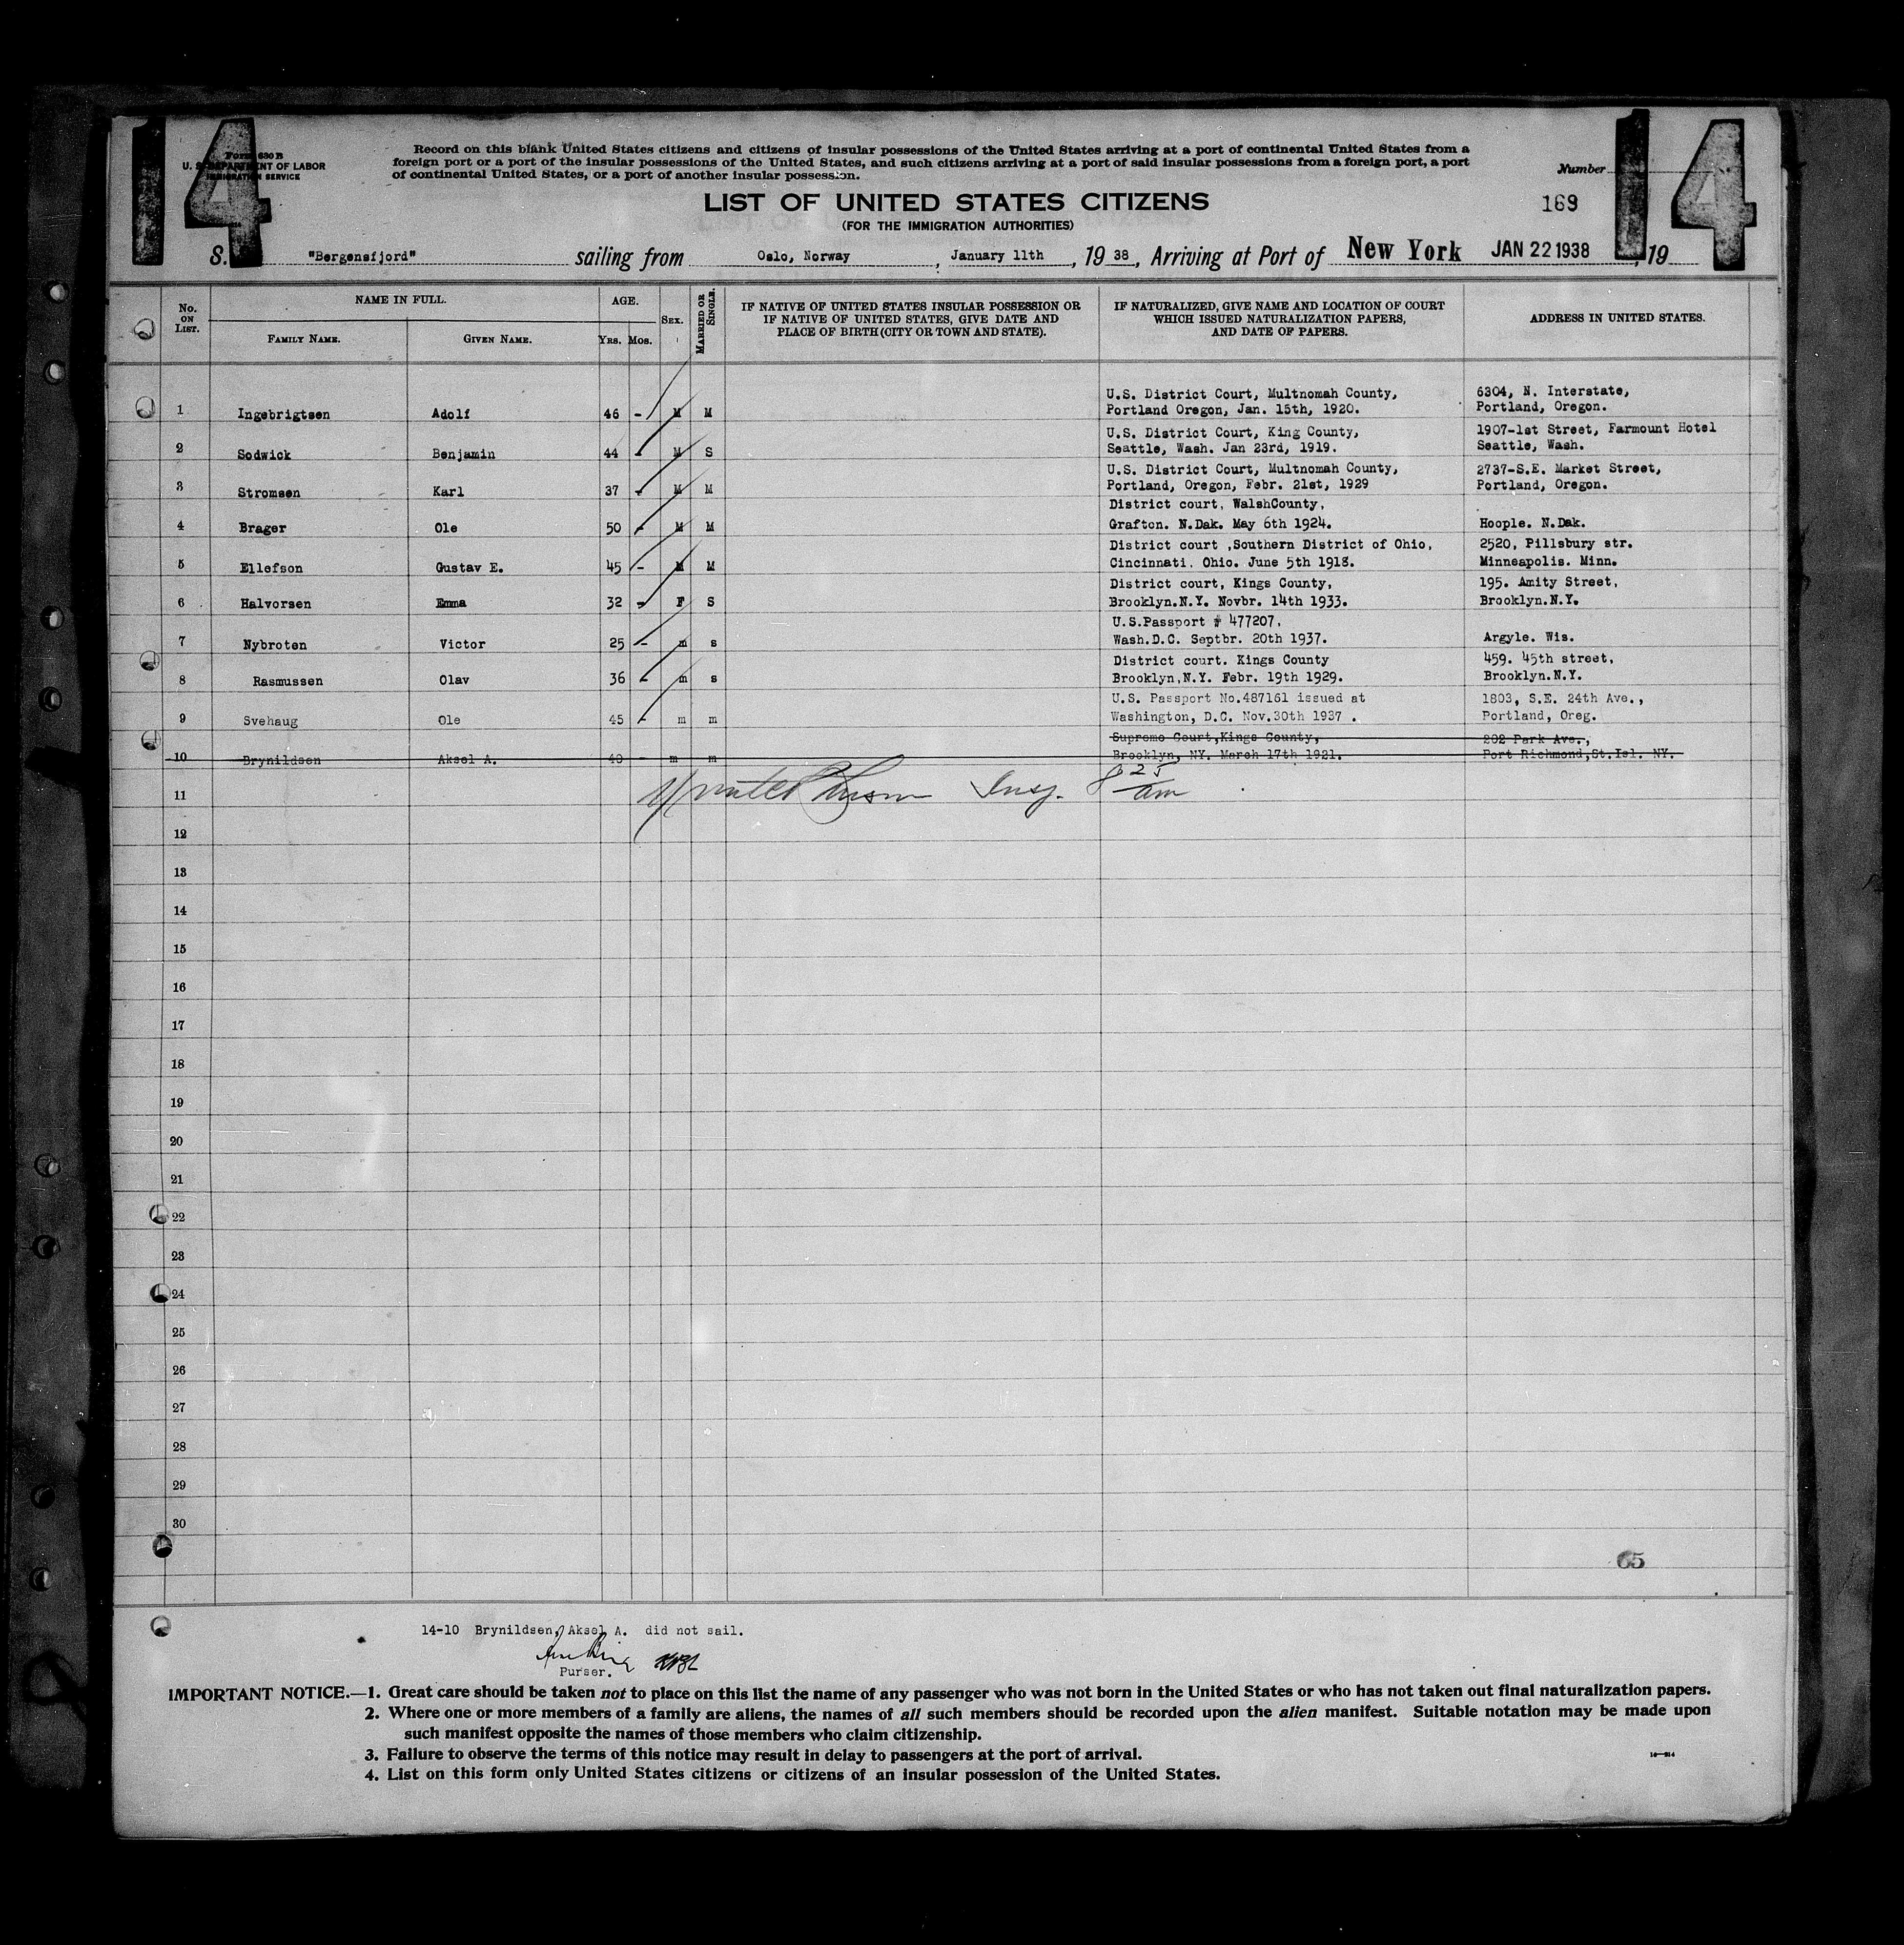 14
14
Form 630 B
U. S. DEPARTMENT OF LABOR
IMMIGRATION SERVICE
Record on this blank United States citizens and citizens of insular possessions of the United States arriving at a port of continental United States from a
foreign port or a port of the insular possessions of the United States, and such citizens arriving at a port of said insular possessions from a foreign port, a port
of continental United States, or a port of another insular possession.
Number
LIST OF UNITED STATES CITIZENS
169
(FOR THE IMMIGRATION AUTHORITIES)
S. "Bergensfjord" sailing from Oslo, Norway, January 11th, 19 38, Arriving at Port of New York JAN 22 1938, 19
No. ON LIST. NAME IN FULL. AGE. SEX. MARRIED OR SINGLE. IF NATIVE OF UNITED STATES INSULAR POSSESSION OR IF NATIVE OF UNITED STATES, GIVE DATE AND PLACE OF BIRTH (CITY OR TOWN AND STATE). IF NATURALIZED, GIVE NAME AND LOCATION OF COURT WHICH ISSUED NATURALIZATION PAPERS, AND DATE OF PAPERS. ADDRESS IN UNITED STATES.
FAMILY NAME. GIVEN NAME. YRS. MOS.
U.S. District Court, Multnomah County, 6304, N. Interstate,
1 Ingebrigtsen Adolf 46 - M M Portland Oregon, Jan. 15th, 1920. Portland, Oregon.
U.S. District Court, King County, 1907-1st Street, Farmount Hotel
2 Sodwick Benjamin 44 - M S Seattle, Wash. Jan 23rd, 1919. Seattle, Wash.
U.S. District Court, Multnomah County, 2737-S.E. Market Street,
3 Stromsen Karl 37 - M M Portland, Oregon, Febr. 21st, 1929 Portland, Oregon.
District court, WalshCounty,
4 Brager Ole 50 - M M Grafton. N.Dak. May 6th 1924. Hoople. N.Dak.
District court ,Southern District of Ohio, 2520, Pillsbury str.
5 Ellefson Gustav E. 45 - M M Cincinnati. Ohio. June 5th 1918. Minneapolis. Minn.
District court, Kings County, 195. Amity Street,
6 Halvorsen Emma 32 - F S Brooklyn.N.Y. Novbr. 14th 1933. Brooklyn.N.Y.
U.S.Passport # 477207.
7 Nybroten Victor 25 - m s Wash.D.C. Septbr. 20th 1937. Argyle. Wis.
District court. Kings County 459. 45th street,
8 Rasmussen Olav 36 - m s Brooklyn,N.Y. Febr. 19th 1929. Brooklyn.N.Y.
U.S. Passport No.487161 issued at 1803, S.E. 24th Ave.,
9 Svehaug Ole 45 - m m Washington, D.C. Nov.30th 1937 . Portland, Oreg.
Supreme Court,Kings County, 202 Park Ave.,
10 Brynildsen Aksel A. 40 - m m Brooklyn, NY. March 17th 1921. Port Richmond,St.Isl. NY.
11 Insp. 8 25 am
12
13
14
15
16
17
18
19
20
21
22
23
24
25
26
27
28
29
30
65
14-10 Brynildsen, Aksel A. did not sail.
Purser.
IMPORTANT NOTICE.—1. Great care should be taken not to place on this list the name of any passenger who was not born in the United States or who has not taken out final naturalization papers.
2. Where one or more members of a family are aliens, the names of all such members should be recorded upon the alien manifest. Suitable notation may be made upon
such manifest opposite the names of those members who claim citizenship.
3. Failure to observe the terms of this notice may result in delay to passengers at the port of arrival.
4. List on this form only United States citizens or citizens of an insular possession of the United States.